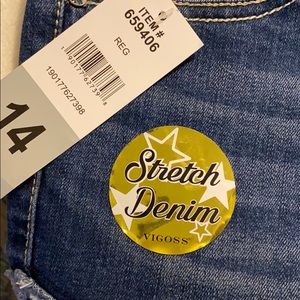 ITEM#
659406
REG
190177627398
14
Stretch
Denim
VIGOSS